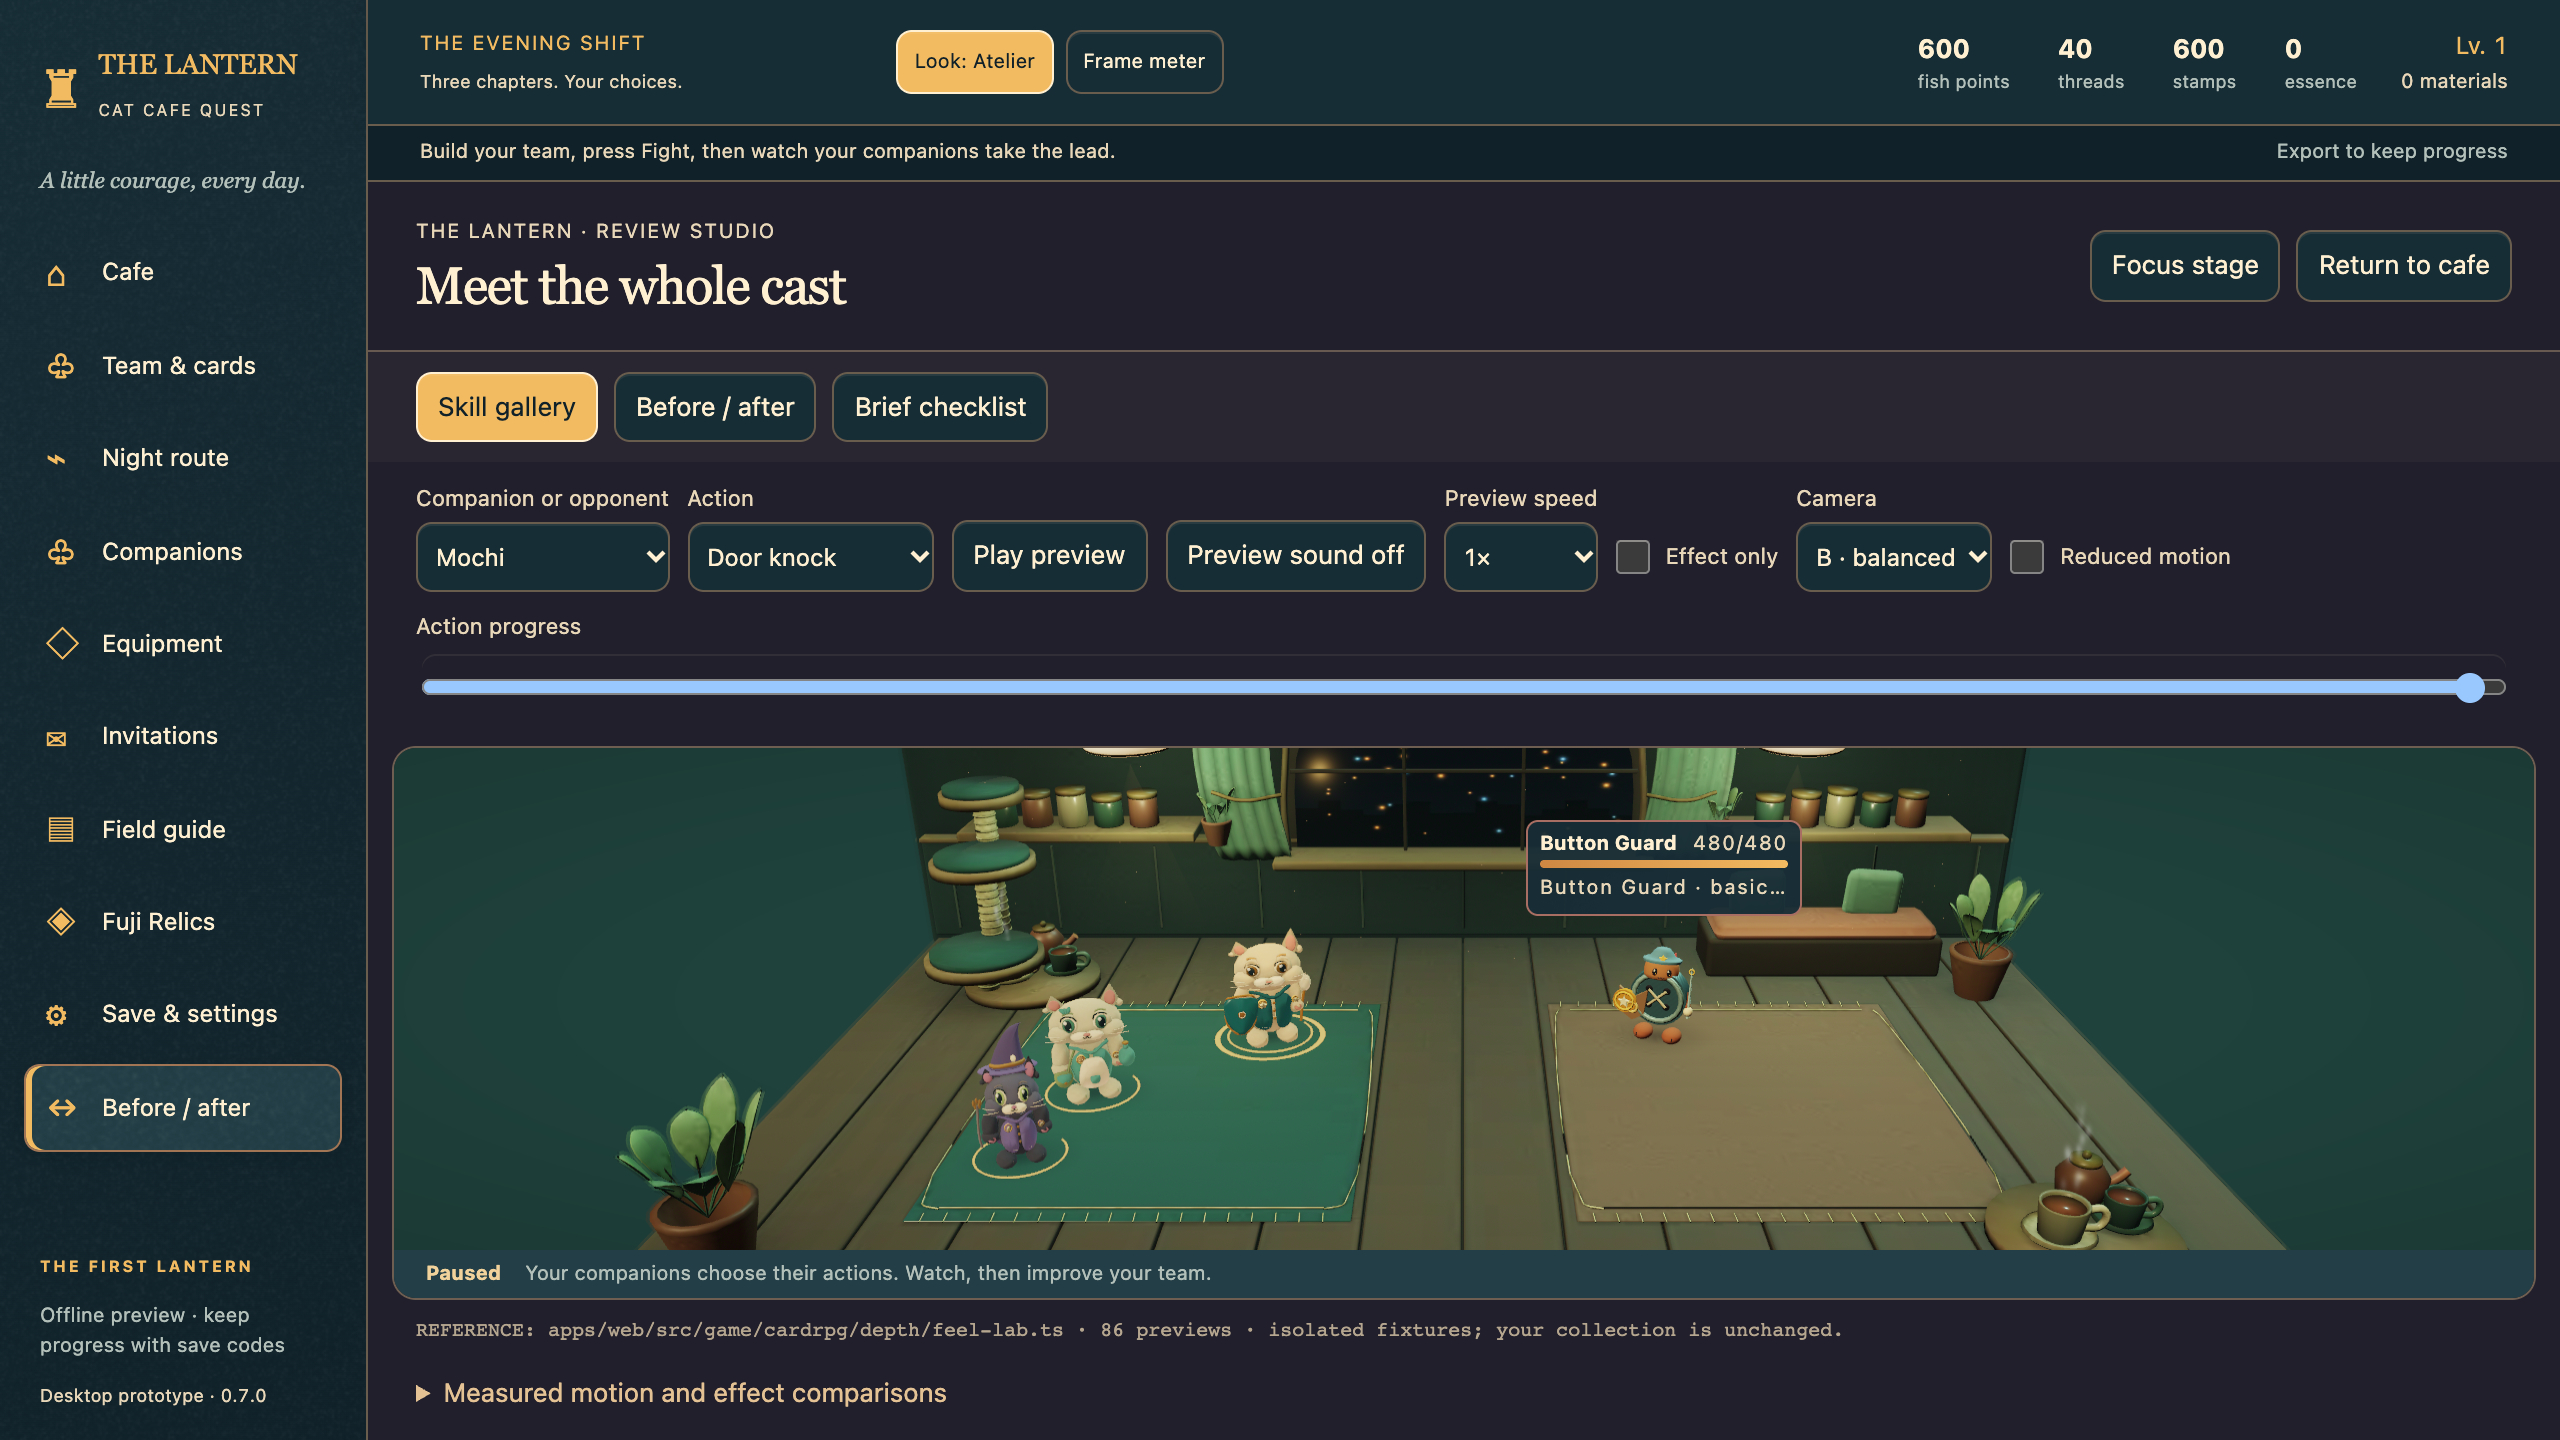 THE LANTERN
CAT CAFE QUEST
A little courage, every day.
Cafe
Team & cards
Night route
Companions
Equipment
Invitations
Field guide
Fuji Relics
Save & settings
Before / after
THE FIRST LANTERN
Offline preview · keep
progress with save codes
Desktop prototype · 0.7.0
THE EVENING SHIFT
Three chapters. Your choices.
Look: Atelier
Frame meter
600
fish points
40
threads
600
stamps
0
essence
Lv. 1
0 materials
Build your team, press Fight, then watch your companions take the lead.
Export to keep progress
THE LANTERN · REVIEW STUDIO
Meet the whole cast
Focus stage
Return to cafe
Skill gallery
Before / after
Brief checklist
Companion or opponent
Mochi
Action
Door knock
Play preview
Preview sound off
Preview speed
1×
Effect only
Camera
B · balanced
Reduced motion
Action progress
Button Guard 480/480
Button Guard · basic…
Paused Your companions choose their actions. Watch, then improve your team.
REFERENCE: apps/web/src/game/cardrpg/depth/feel-lab.ts · 86 previews · isolated fixtures; your collection is unchanged.
Measured motion and effect comparisons